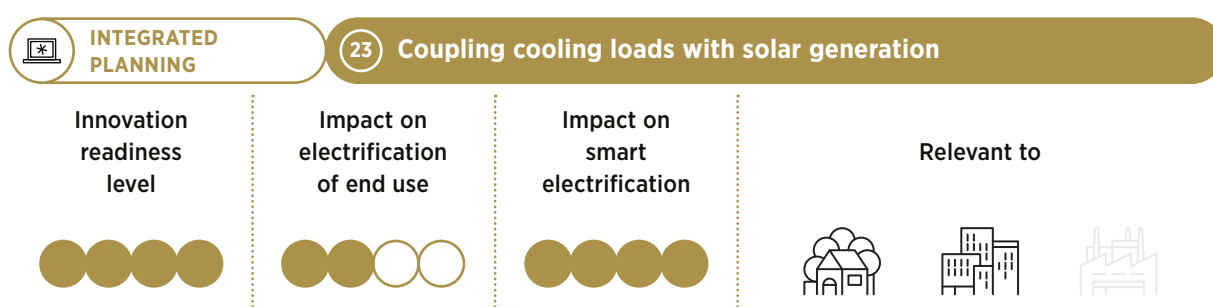 INTEGRATED
PLANNING
23 Coupling cooling loads with solar generation
Innovation
readiness
level
Impact on
electrification
of end use
Impact on
smart
electrification
Relevant to